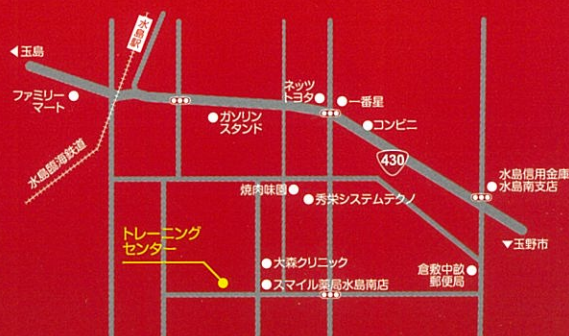 水島駅
玉島
ファミリー
マート
水島臨海鉄道
ガソリン
スタンド
ネッツ
トヨタ
一番星
コンビニ
430
水島信用金庫
水島南支店
玉野市
焼肉味園
秀栄システムテクノ
トレーニング
センター
大森クリニック
スマイル薬局水島南店
倉敷中畝
郵便局